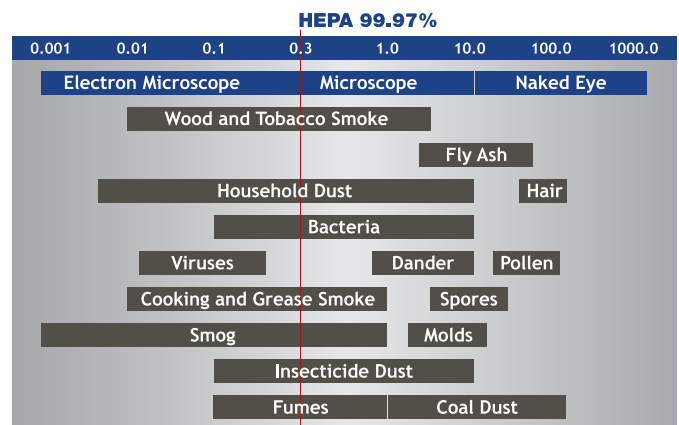 HEPA 99.97%
0.001 0.01 0.1 0.3 1.0 10.0 100.0 1000.0
Electron Microscope Microscope Naked Eye
Wood and Tobacco Smoke
Fly Ash
Household Dust Hair
Bacteria
Viruses Dander Pollen
Cooking and Grease Smoke Spores
Smog Molds
Insecticide Dust
Fumes Coal Dust